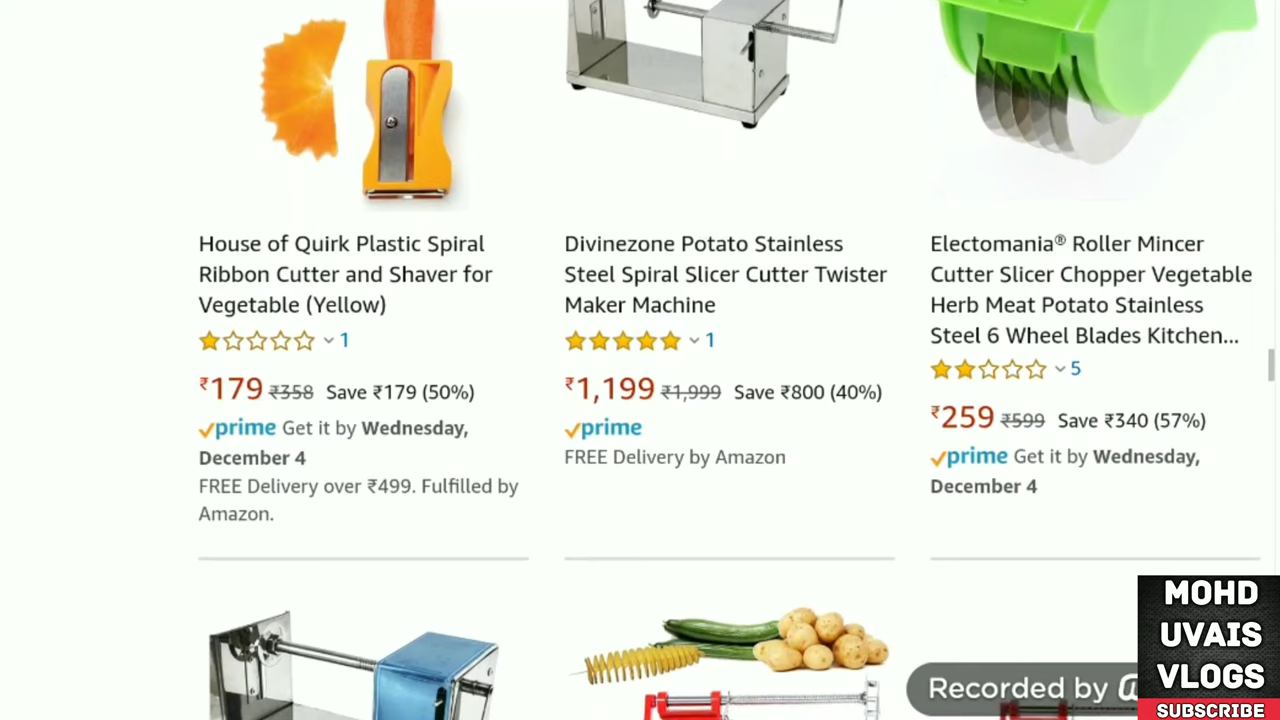 House of Quirk Plastic Spiral
Ribbon Cutter and Shaver for
Vegetable (Yellow)
1
₹179 ₹358 Save ₹179 (50%)
prime Get it by Wednesday,
December 4
FREE Delivery over ₹499. Fulfilled by
Amazon.
Divinezone Potato Stainless
Steel Spiral Slicer Cutter Twister
Maker Machine
1
₹1,199 ₹1,999 Save ₹800 (40%)
prime
FREE Delivery by Amazon
Electomania® Roller Mincer
Cutter Slicer Chopper Vegetable
Herb Meat Potato Stainless
Steel 6 Wheel Blades Kitchen...
5
₹259 ₹599 Save ₹340 (57%)
prime Get it by Wednesday,
December 4
Recorded by
MOHD
UVAIS
VLOGS
SUBSCRIBE